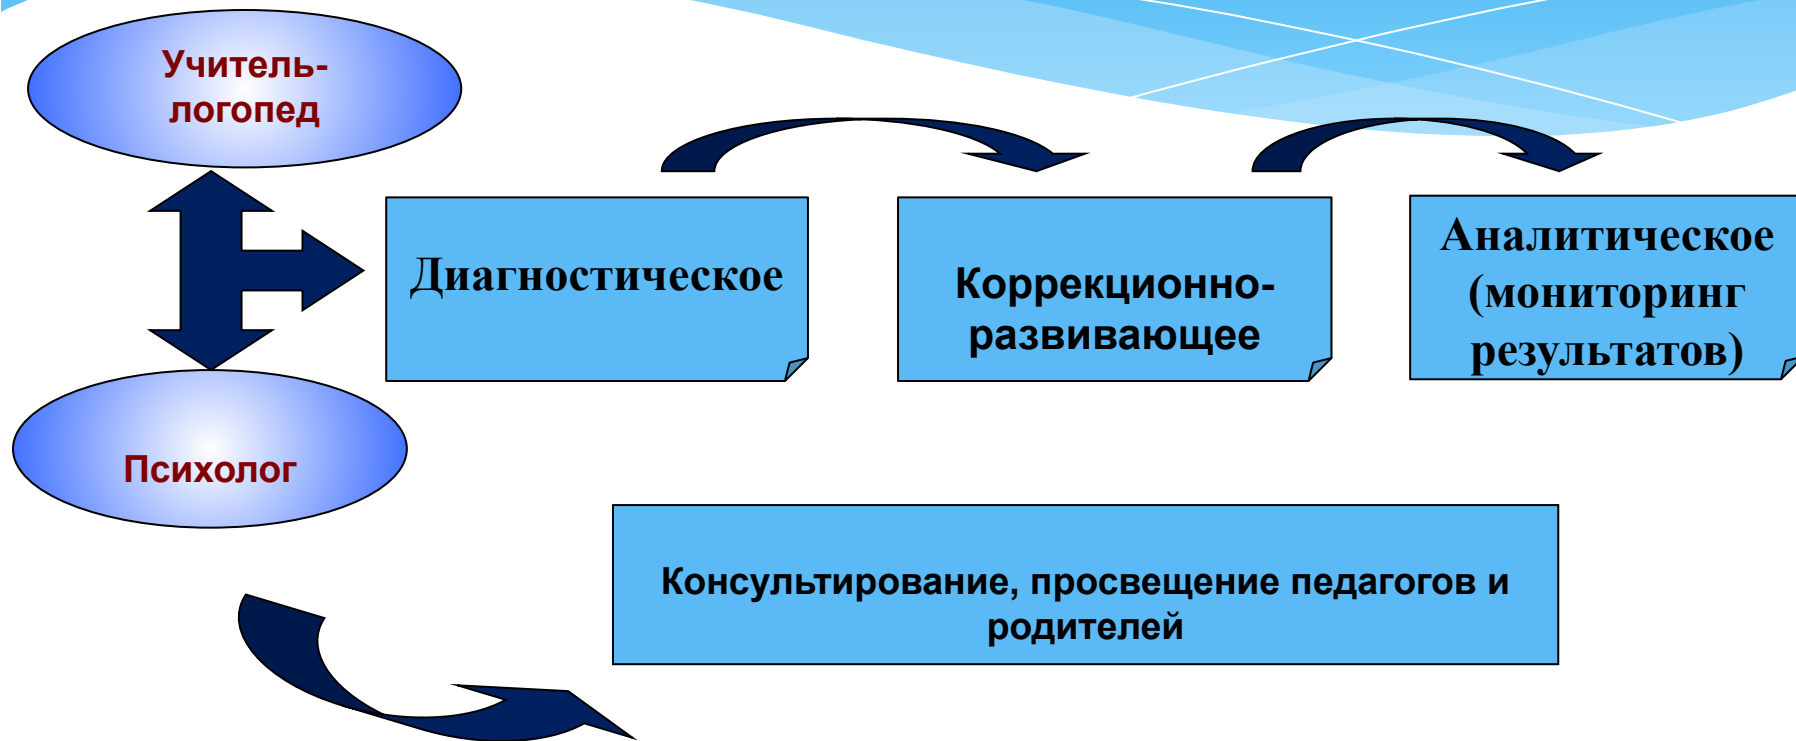 Учитель-
логопед
Диагностическое
Коррекционно-
развивающее
Аналитическое
(мониторинг
результатов)
Психолог
Консультирование, просвещение педагогов и
родителей